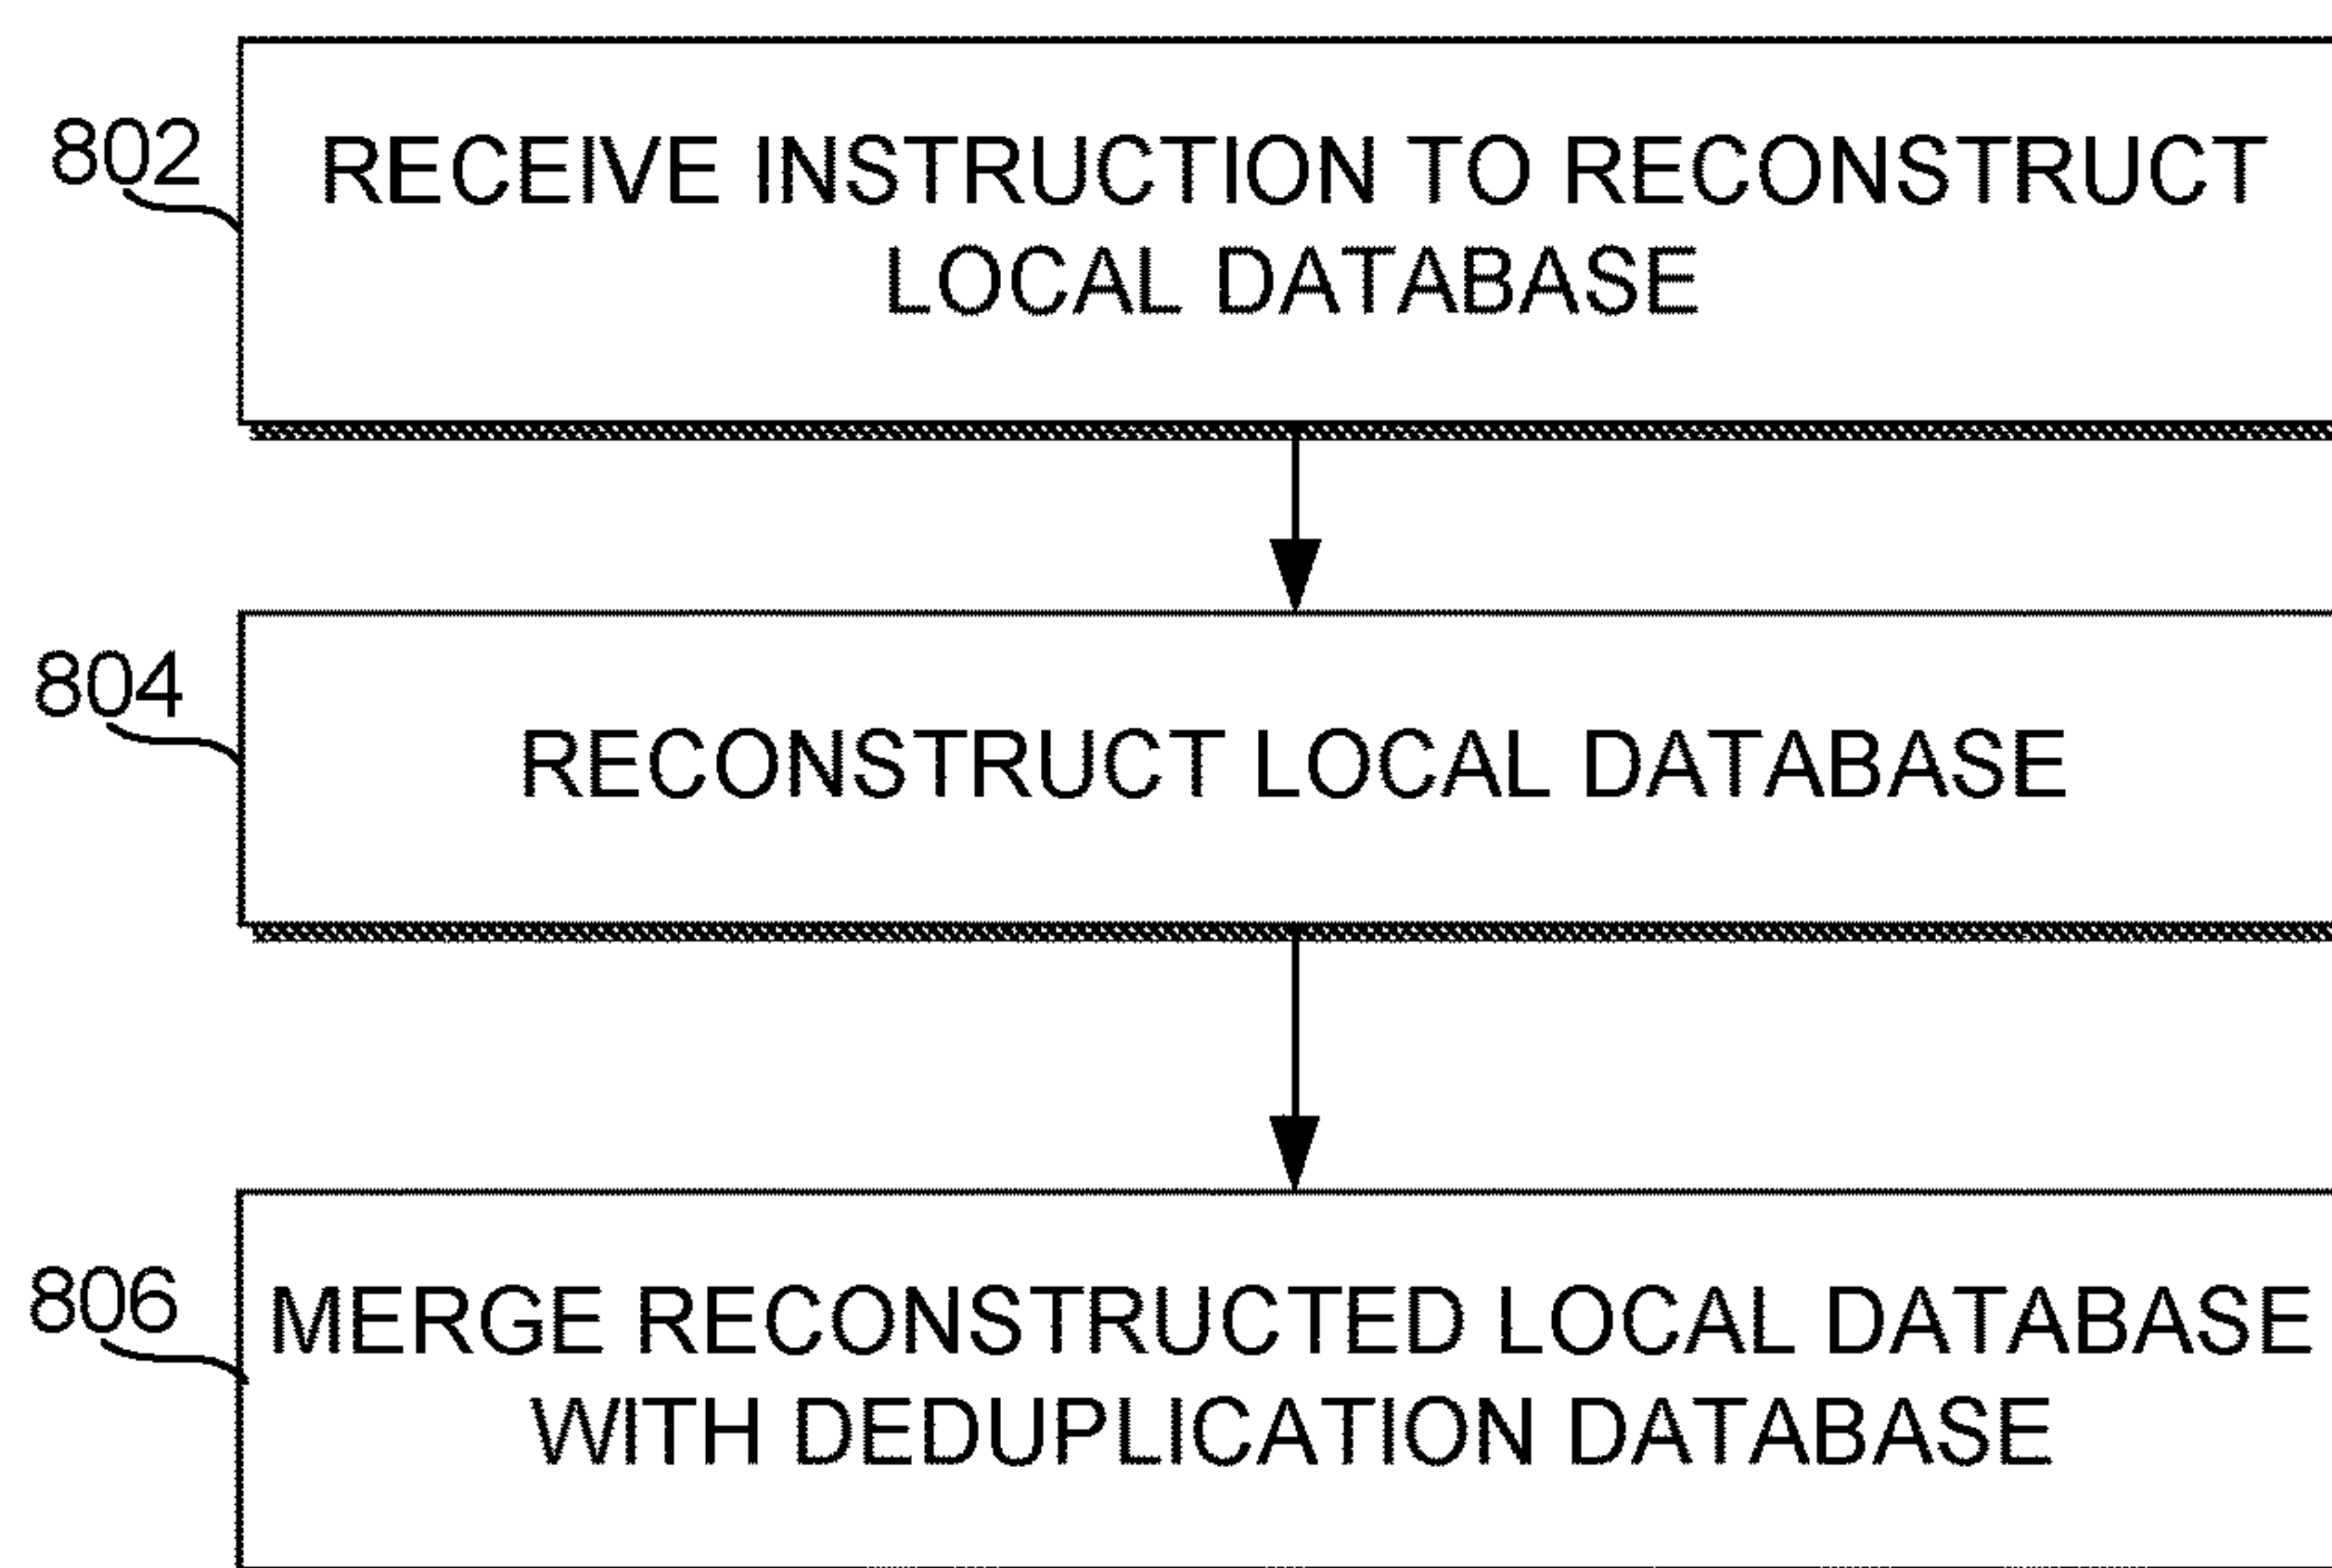 802
RECEIVE INSTRUCTION TO RECONSTRUCT
LOCAL DATABASE
804
RECONSTRUCT LOCAL DATABASE
806
MERGE RECONSTRUCTED LOCAL DATABASE
WITH DEDUPLICATION DATABASE